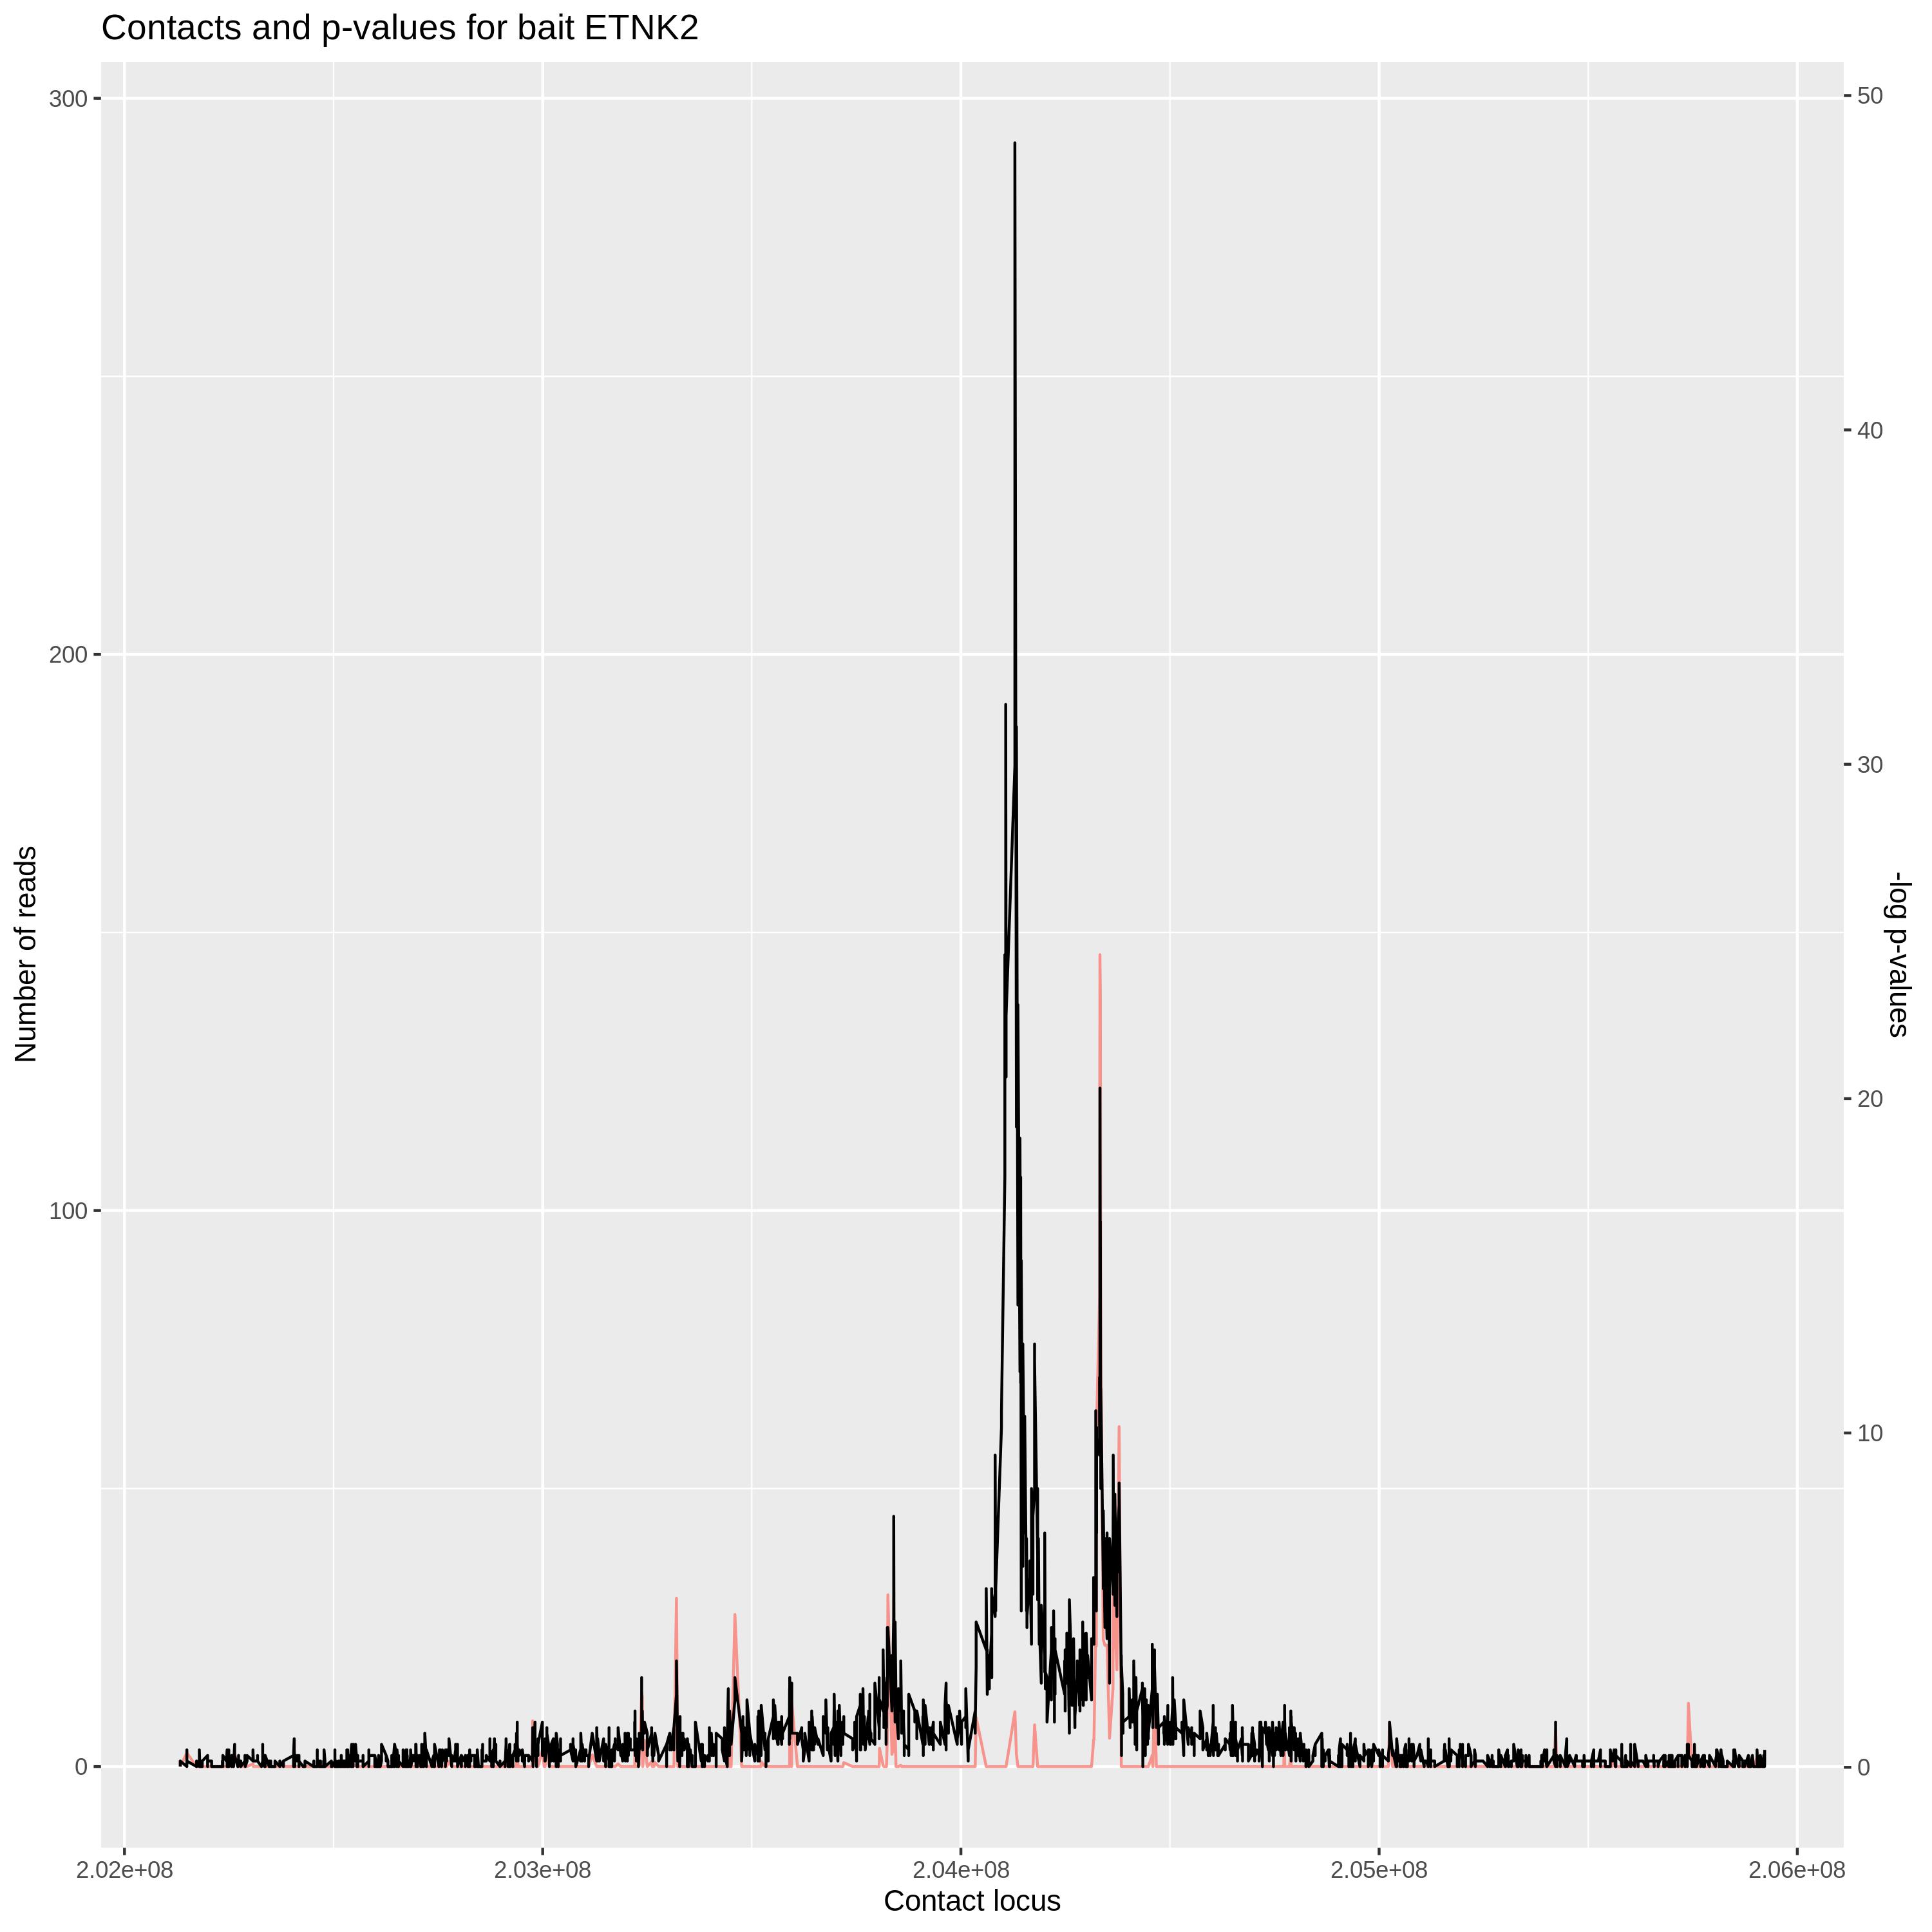 Contacts and p-values for bait ETNK2
300
200
100
0
Number of reads
50
40
30
20
10
0
-log p-values
2.02e+08
2.03e+08
2.04e+08
2.05e+08
2.06e+08
Contact locus